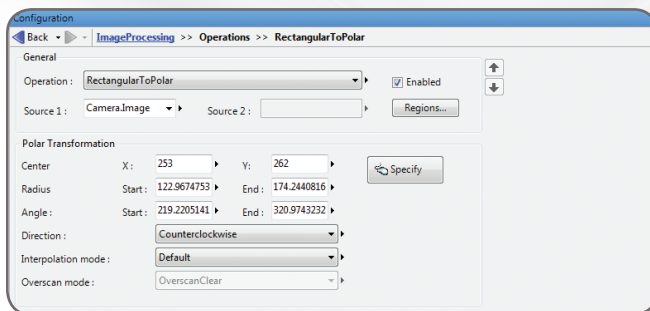 Configuration
Back ImageProcessing >> Operations >> RectangularToPolar
General
Operation : RectangularToPolar Enabled
Source 1 : Camera.Image Source 2 : Regions...
Polar Transformation
Center X : 253 Y: 262 Specify
Radius Start : 122.9674753 End : 174.2440816
Angle : Start : 219.2205141 End : 320.9743232
Direction : Counterclockwise
Interpolation mode : Default
Overscan mode : OverscanClear